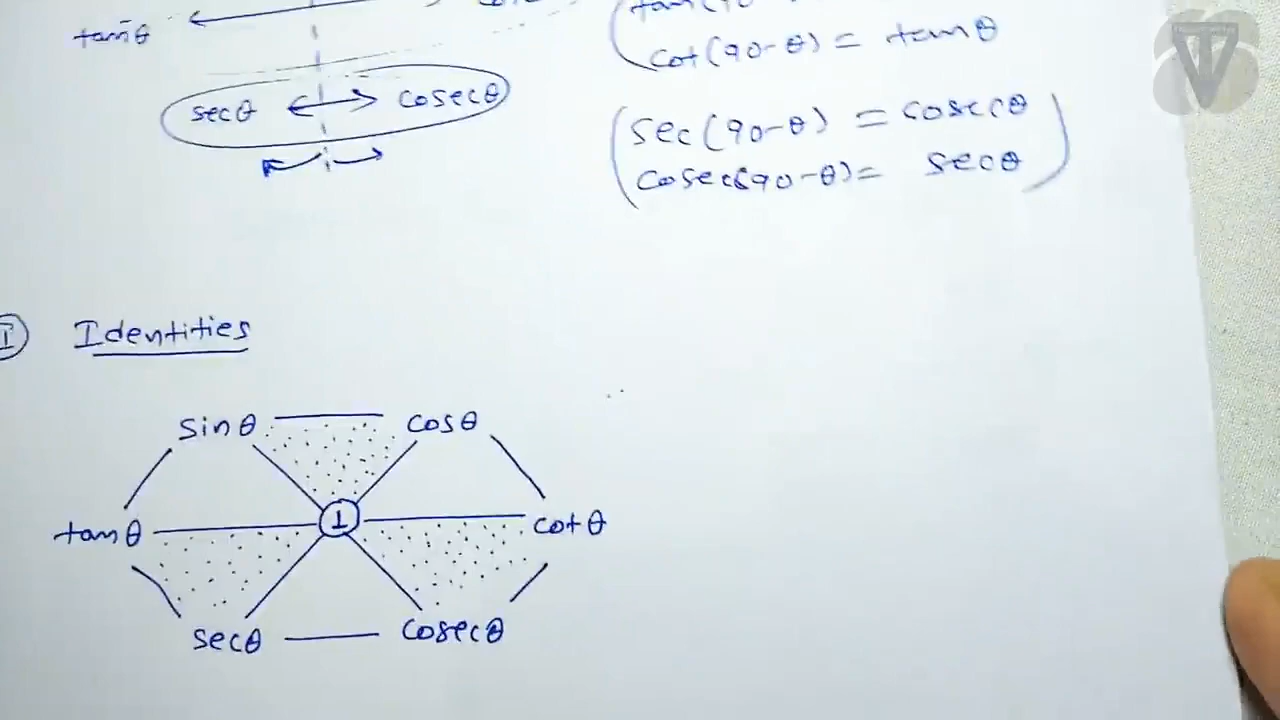 tanθ
secθ ↔ cosecθ
cot(90-θ) = tanθ
sec(90-θ) = cosecθ
cosec(90-θ) = secθ
I Identities
sinθ cosθ
tanθ 1 cotθ
secθ cosecθ